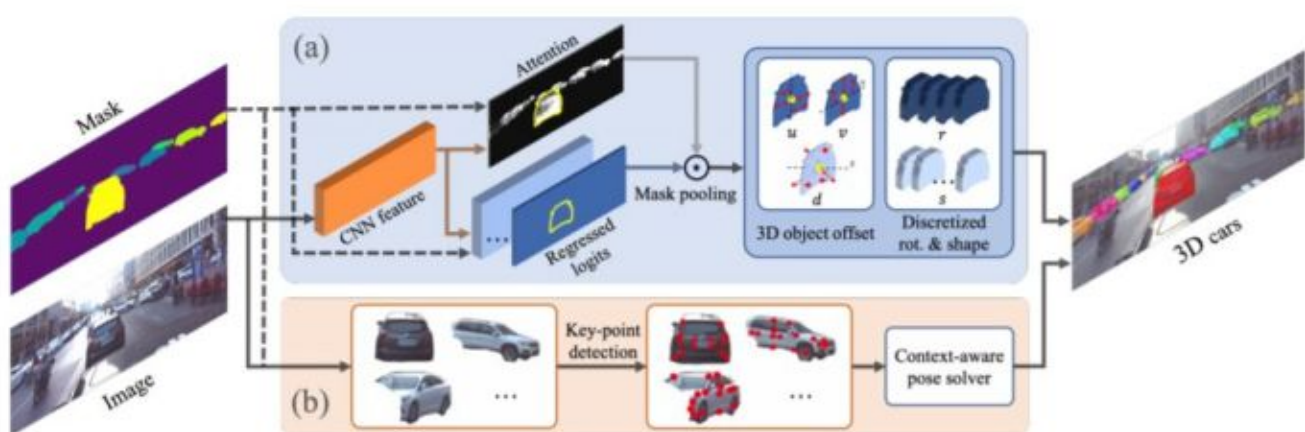 (a)
Mask
Attention
CNN feature
...
Regressed
logits
Mask pooling
u
v
d
r
...
s
3D object offset
Discretized
rot. & shape
3D cars
Image
(b)
...
Key-point
detection
...
Context-aware
pose solver